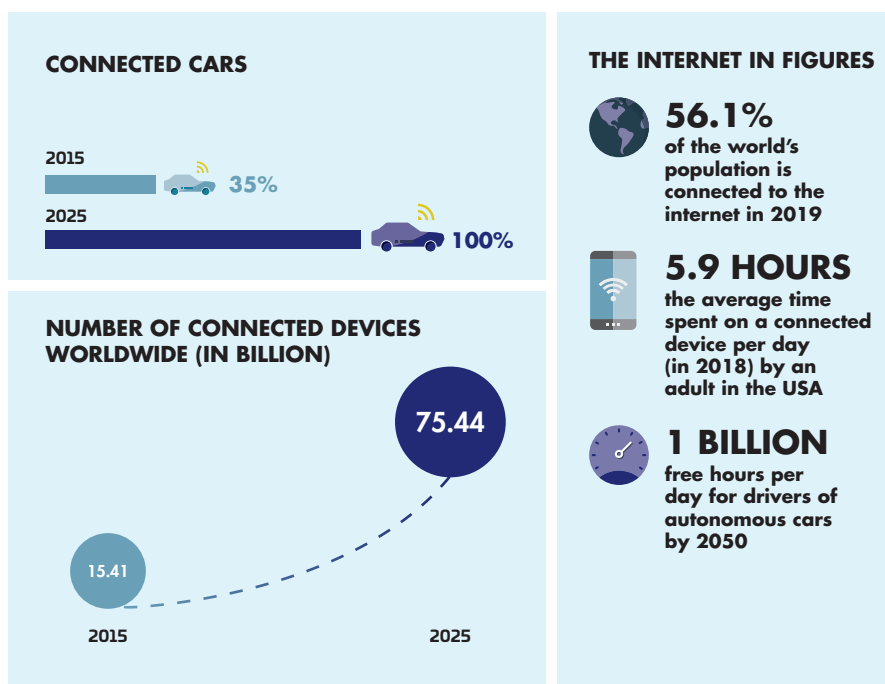 CONNECTED CARS
2015
35%
2025
100%
NUMBER OF CONNECTED DEVICES
WORLDWIDE (IN BILLION)
75.44
15.41
2015
2025
THE INTERNET IN FIGURES
56.1%
of the world's
population is
connected to the
internet in 2019
5.9 HOURS
the average time
spent on a connected
device per day
(in 2018) by an
adult in the USA
1 BILLION
free hours per
day for drivers of
autonomous cars
by 2050